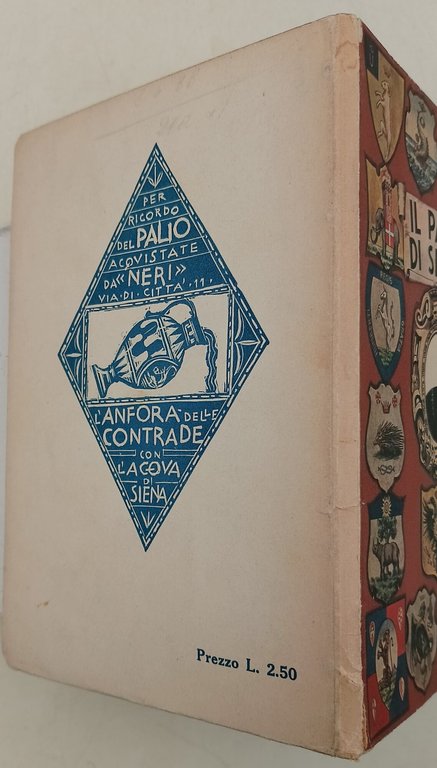 PER
RICORDO
DEL PALIO
ACQVISTATE
DA «NERI»
VIA · DI · CITTA' · 11 ·
L'ANFORA · DELLE
CONTRADE
CON
L'ACQVA
DI
SIENA
Prezzo L. 2.50
IL P
DI S